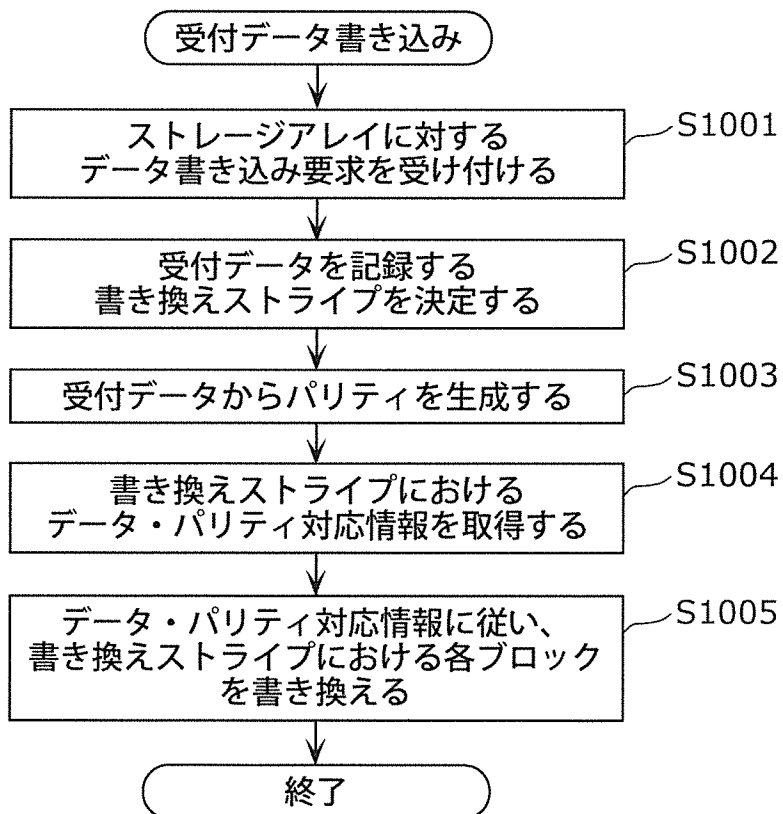 受付データ書き込み
ストレージアレイに対する
データ書き込み要求を受け付ける
S1001
受付データを記録する
書き換えストライプを決定する
S1002
受付データからパリティを生成する
S1003
書き換えストライプにおける
データ・パリティ対応情報を取得する
S1004
データ・パリティ対応情報に従い、
書き換えストライプにおける各ブロック
を書き換える
S1005
終了